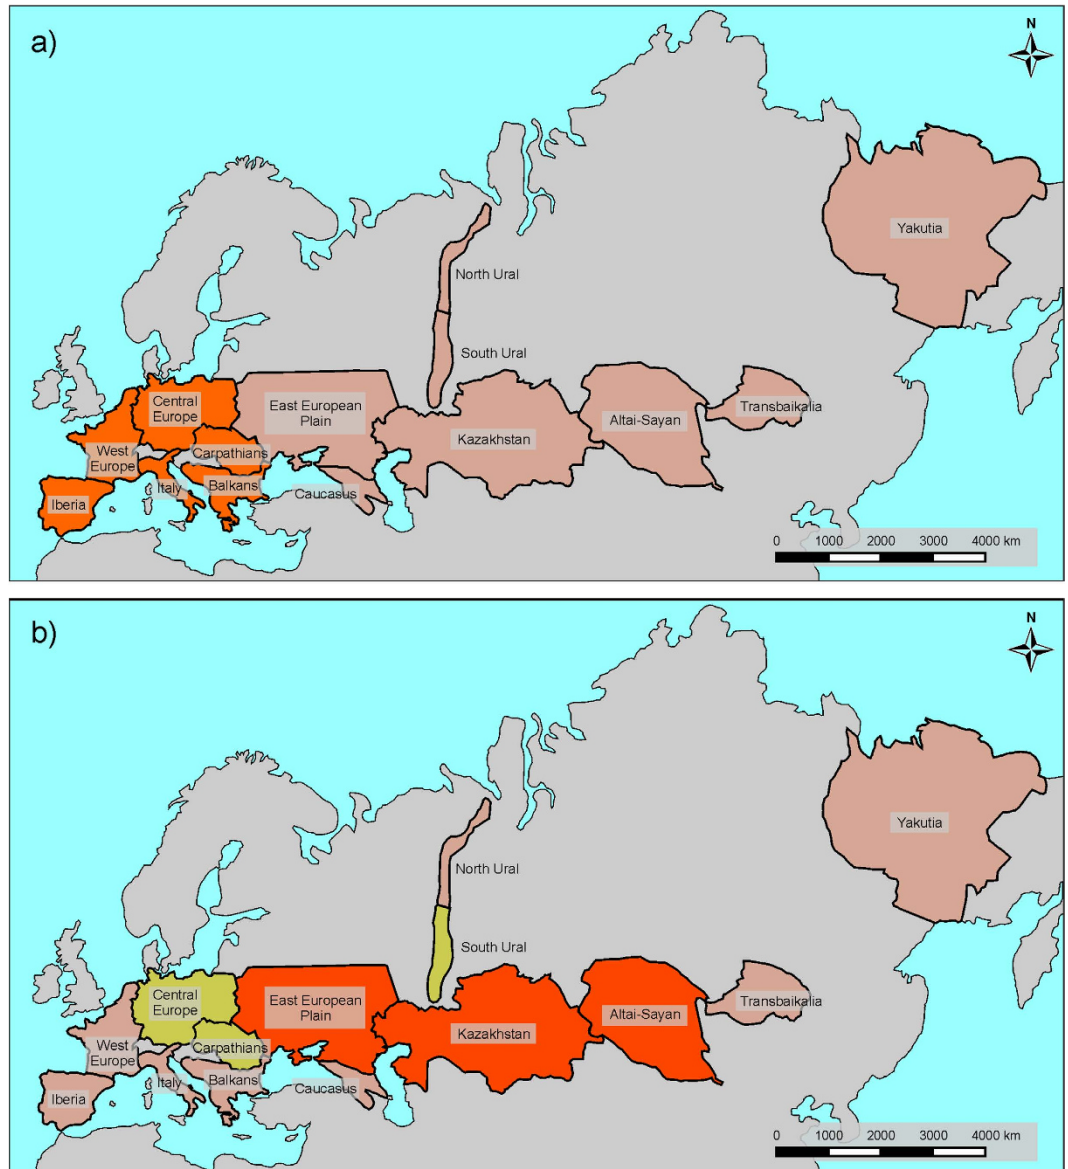 a)
N
Yakutia
North Ural
South Ural
Central
Europe
East European
Plain
Transbaikalia
Altai-Sayan
Kazakhstan
West
Europe
Carpathians
Italy
Balkans
Caucasus
Iberia
0 1000 2000 3000 4000 km
b)
N
Yakutia
North Ural
South Ural
Central
Europe
East European
Plain
Transbaikalia
Altai-Sayan
Kazakhstan
West
Europe
Carpathians
Italy
Balkans
Caucasus
Iberia
0 1000 2000 3000 4000 km